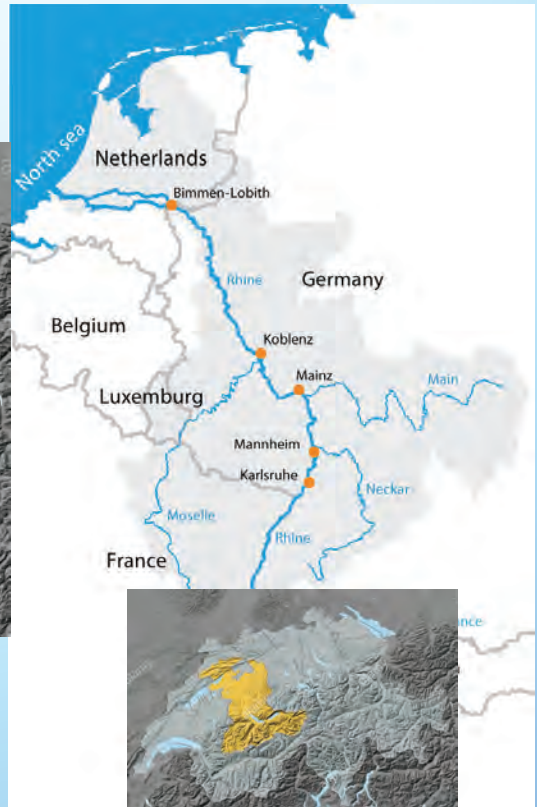 North sea
Netherlands
Bimmen-Lobith
Rhine
Germany
Belgium
Koblenz
Luxemburg
Mainz
Main
Mannheim
Karlsruhe
Neckar
Moselle
Rhine
France